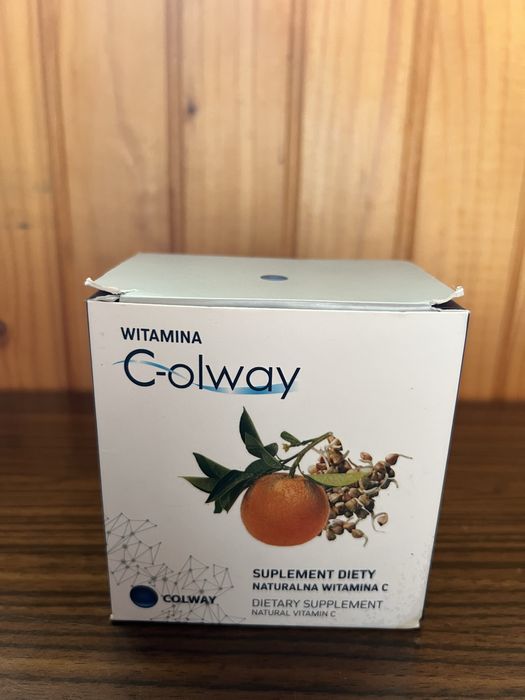 WITAMINA
C-olway
SUPLEMENT DIETY
NATURALNA WITAMINA C
DIETARY SUPPLEMENT
NATURAL VITAMIN C
COLWAY